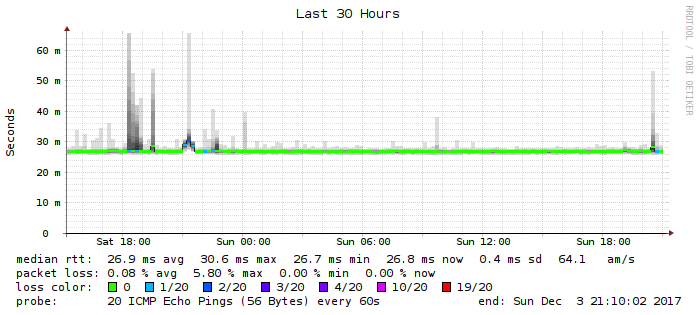 Last 30 Hours
RRDTOOL / TOBI OETIKER
Seconds
60 m
50 m
40 m
30 m
20 m
10 m
0
Sat 18:00 Sun 00:00 Sun 06:00 Sun 12:00 Sun 18:00
median rtt: 26.9 ms avg 30.6 ms max 26.7 ms min 26.8 ms now 0.4 ms sd 64.1 am/s
packet loss: 0.08 % avg 5.80 % max 0.00 % min 0.00 % now
loss color: 0 1/20 2/20 3/20 4/20 10/20 19/20
probe: 20 ICMP Echo Pings (56 Bytes) every 60s end: Sun Dec 3 21:10:02 2017